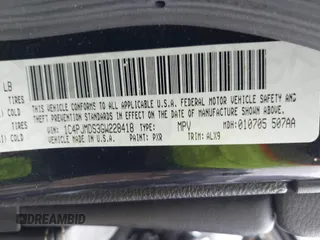 LB
TIRES
COLD
TIRES
COLD
THIS VEHICLE CONFORMS TO ALL APPLICABLE U.S.A. FEDERAL MOTOR VEHICLE SAFETY AND
THEFT PREVENTION STANDARDS IN EFFECT ON THE DATE OF MANUFACTURE SHOWN ABOVE.
VIN: 1C4PJMDS3GW228418 TYPE: MPV MDH:010705 507AA
VEHICLE MADE IN U.S.A. PAINT: PXR TRIM: ALX9
DREAMBID